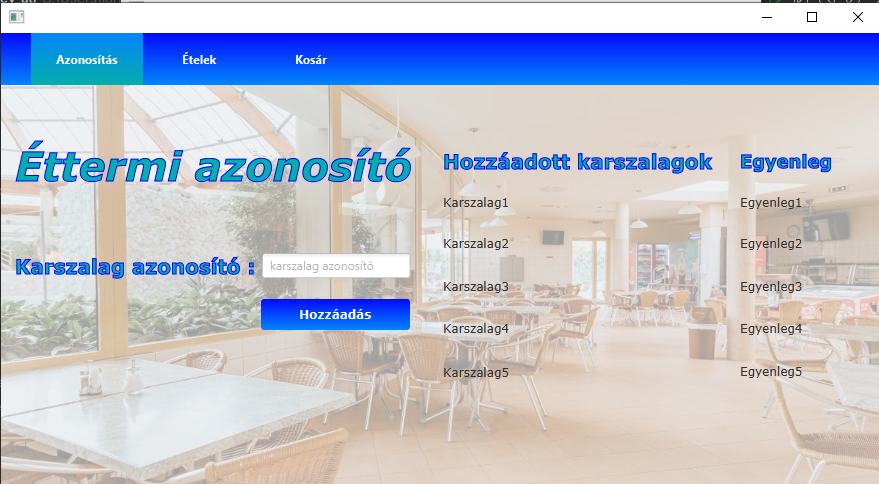 Azonosítás Ételek Kosár
Éttermi azonosító
Karszalag azonosító :
karszalag azonosító
Hozzáadás
Hozzáadott karszalagok Egyenleg
Karszalag1 Egyenleg1
Karszalag2 Egyenleg2
Karszalag3 Egyenleg3
Karszalag4 Egyenleg4
Karszalag5 Egyenleg5